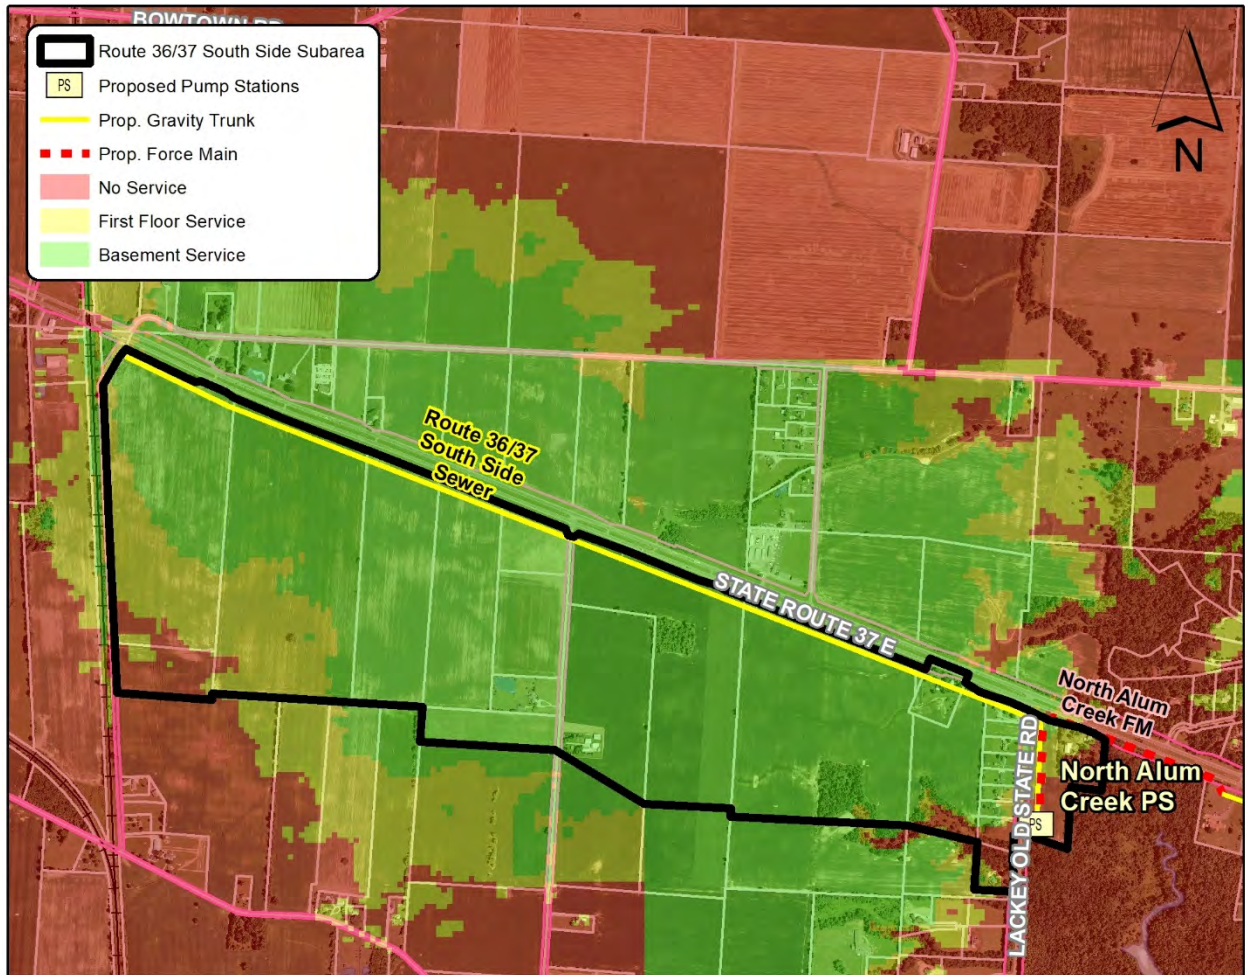 BOWTOWN RD
Route 36/37 South Side Subarea
PS
Proposed Pump Stations
Prop. Gravity Trunk
Prop. Force Main
No Service
First Floor Service
Basement Service
N
Route 36/37
South Side
Sewer
STATE ROUTE 37 E
North Alum
Creek FM
North Alum
Creek PS
PS
LACKEY OLD STATE RD